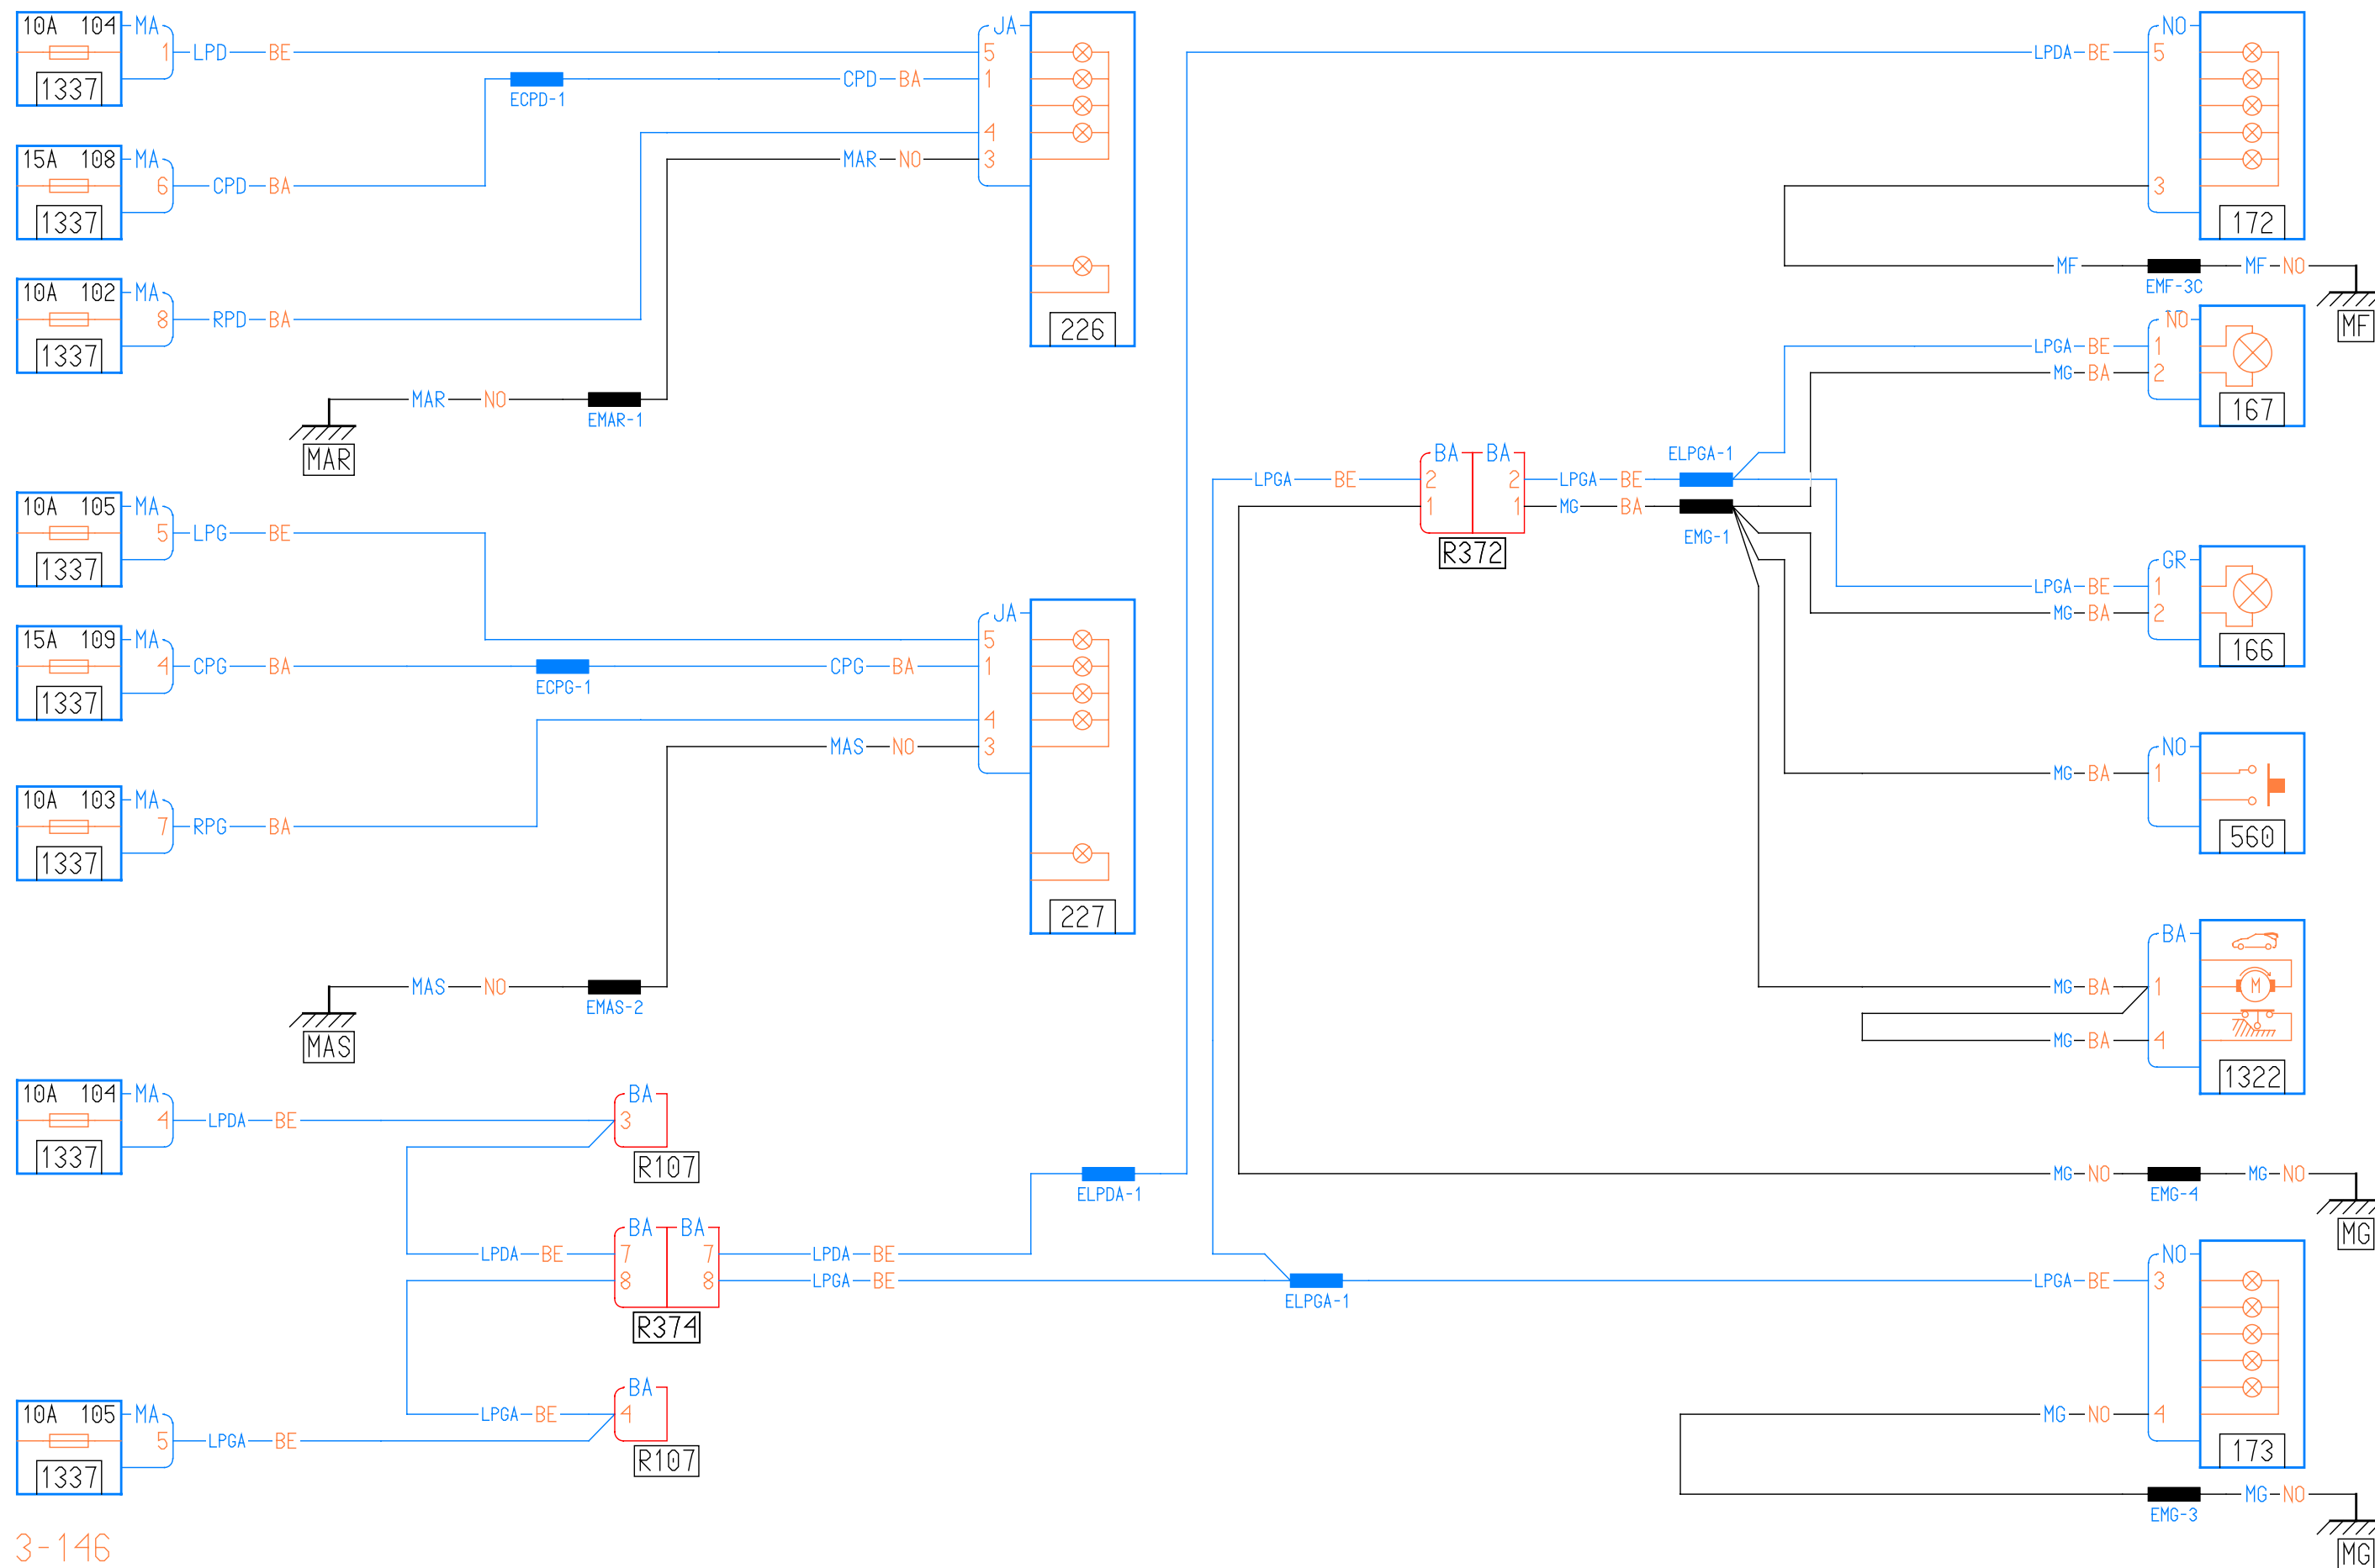 10A 104 MA
1 LPD BE
1337
15A 108 MA
6 CPD BA
1337
10A 102 MA
8 RPD BA
1337
ECPD-1
CPD BA
MAR NO
JA
5
1
4
3
226
MAR NO
EMAR-1
MAR
10A 105 MA
5 LPG BE
1337
15A 109 MA
4 CPG BA
1337
10A 103 MA
7 RPG BA
1337
ECPG-1
CPG BA
MAS NO
JA
5
1
4
3
227
MAS NO
EMAS-2
MAS
10A 104 MA
4 LPDA BE
1337
BA
3
R107
LPDA BE
BA BA
7 7
8 8
R374
LPDA BE
LPGA BE
ELPDA-1
ELPGA-1
10A 105 MA
5 LPGA BE
1337
LPGA BE
BA
4
R107
LPGA BE
BA BA
2 2
1 1
R372
LPGA BE
MG BA
ELPGA-1
EMG-1
LPDA BE
NO
5
3
172
MF
EMF-3C
MF NO
MF
LPGA BE
MG BA
NO
1
2
167
LPGA BE
MG BA
GR
1
2
166
MG BA
NO
1
560
MG BA
MG BA
BA
1
4
M
1322
MG NO
EMG-4
MG NO
MG
LPGA BE
MG NO
NO
3
4
173
EMG-3
MG NO
MG
3-146